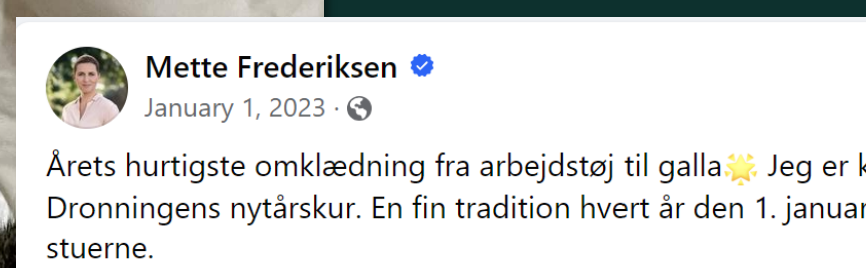 Mette Frederiksen
January 1, 2023 ·
Årets hurtigste omklædning fra arbejdstøj til galla🌟 Jeg er
Dronningens nytårskur. En fin tradition hvert år den 1. januar
stuerne.